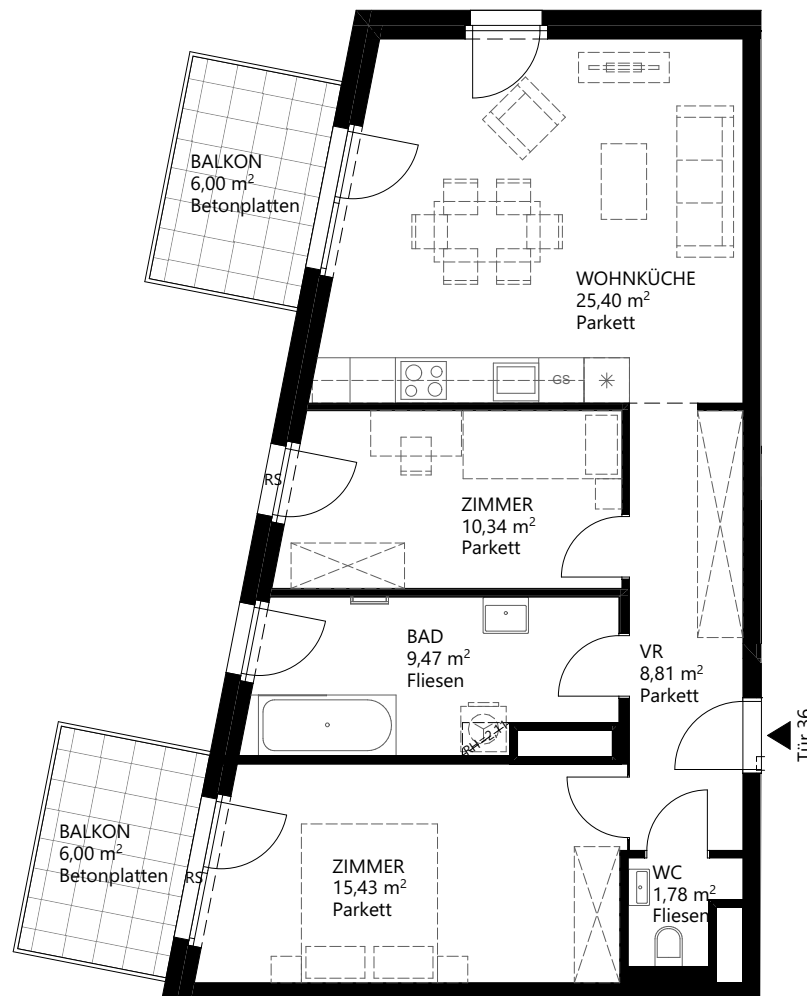 BALKON
6,00 m²
Betonplatten
WOHNKÜCHE
25,40 m²
Parkett
GS
RS
ZIMMER
10,34 m²
Parkett
BAD
9,47 m²
Fliesen
VR
8,81 m²
Parkett
Tür 36
BALKON
6,00 m²
Betonplatten
RS
ZIMMER
15,43 m²
Parkett
WC
1,78 m²
Fliesen